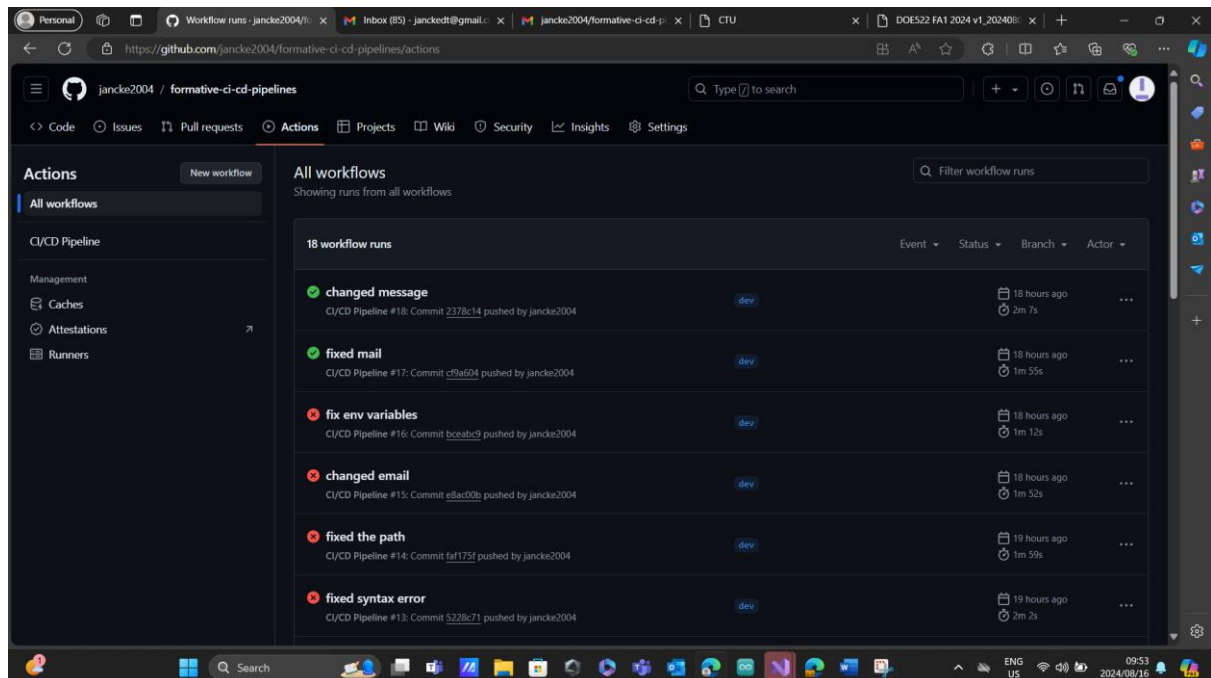 Personal
Workflow runs · jancke2004/fo
Inbox (85) - janckedt@gmail.c
jancke2004/formative-ci-cd-pi
CTU
DOE522 FA1 2024 v1_2024080
https://github.com/jancke2004/formative-ci-cd-pipelines/actions
jancke2004 / formative-ci-cd-pipelines
Type / to search
<> Code
Issues
Pull requests
Actions
Projects
Wiki
Security
Insights
Settings
Actions
New workflow
All workflows
CI/CD Pipeline
Management
Caches
Attestations
Runners
All workflows
Showing runs from all workflows
Filter workflow runs
18 workflow runs
Event
Status
Branch
Actor
changed message
CI/CD Pipeline #18: Commit 2378c14 pushed by jancke2004
dev
18 hours ago
2m 7s
fixed mail
CI/CD Pipeline #17: Commit cf9a604 pushed by jancke2004
dev
18 hours ago
1m 55s
fix env variables
CI/CD Pipeline #16: Commit bceabc9 pushed by jancke2004
dev
18 hours ago
1m 12s
changed email
CI/CD Pipeline #15: Commit e8ac00b pushed by jancke2004
dev
18 hours ago
1m 52s
fixed the path
CI/CD Pipeline #14: Commit faf175f pushed by jancke2004
dev
19 hours ago
1m 59s
fixed syntax error
CI/CD Pipeline #13: Commit 5228c71 pushed by jancke2004
dev
19 hours ago
2m 2s
Search
ENG
US
09:53
2024/08/16